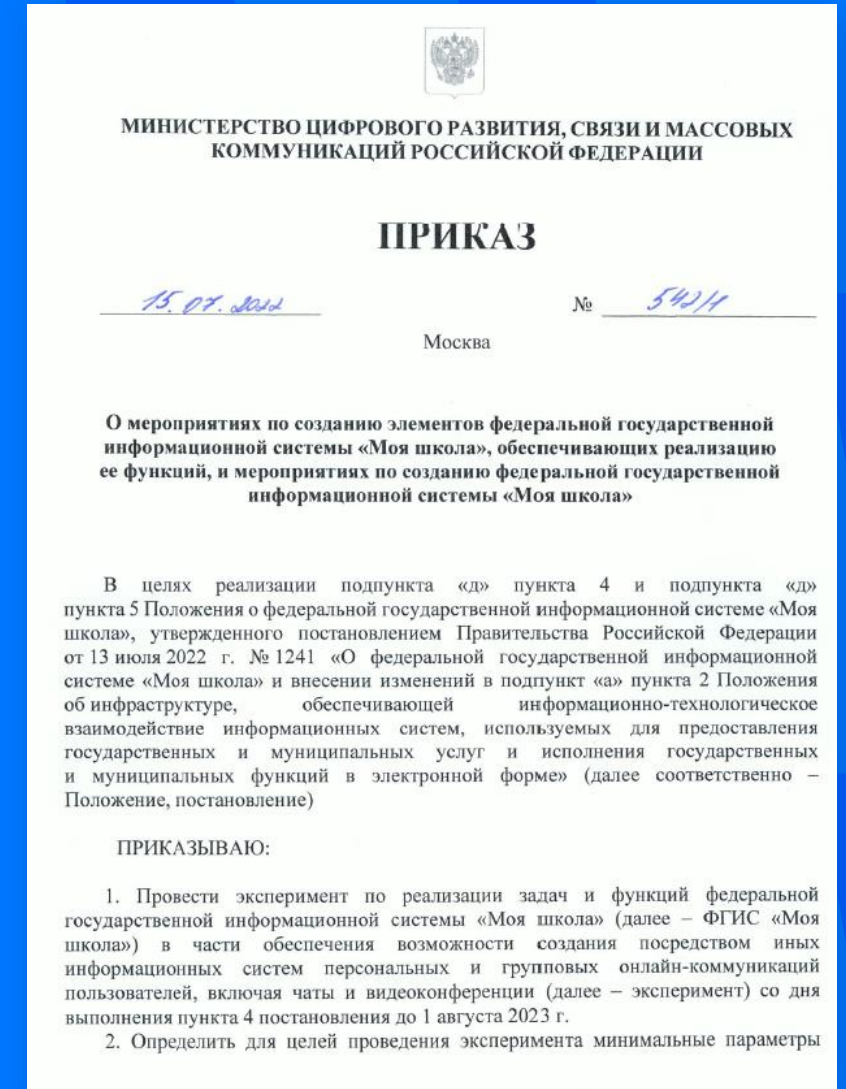 МИНИСТЕРСТВО ЦИФРОВОГО РАЗВИТИЯ, СВЯЗИ И МАССОВЫХ
КОММУНИКАЦИЙ РОССИЙСКОЙ ФЕДЕРАЦИИ
ПРИКАЗ
15.07.2022 № 542/1
Москва
О мероприятиях по созданию элементов федеральной государственной
информационной системы «Моя школа», обеспечивающих реализацию
ее функций, и мероприятиях по созданию федеральной государственной
информационной системы «Моя школа»
В целях реализации подпункта «д» пункта 4 и подпункта «д»
пункта 5 Положения о федеральной государственной информационной системе «Моя
школа», утвержденного постановлением Правительства Российской Федерации
от 13 июля 2022 г. № 1241 «О федеральной государственной информационной
системе «Моя школа» и внесении изменений в подпункт «а» пункта 2 Положения
об инфраструктуре, обеспечивающей информационно-технологическое
взаимодействие информационных систем, используемых для предоставления
государственных и муниципальных услуг и исполнения государственных
и муниципальных функций в электронной форме» (далее соответственно –
Положение, постановление)
ПРИКАЗЫВАЮ:
1. Провести эксперимент по реализации задач и функций федеральной
государственной информационной системы «Моя школа» (далее – ФГИС «Моя
школа») в части обеспечения возможности создания посредством иных
информационных систем персональных и групповых онлайн-коммуникаций
пользователей, включая чаты и видеоконференции (далее – эксперимент) со дня
выполнения пункта 4 постановления до 1 августа 2023 г.
2. Определить для целей проведения эксперимента минимальные параметры